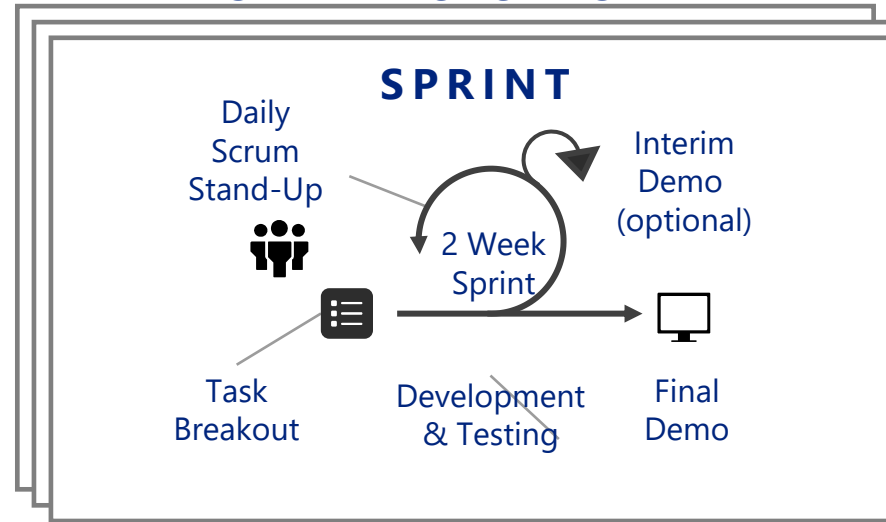 SPRINT
Daily
Scrum
Stand-Up
Interim
Demo
(optional)
2 Week
Sprint
Task
Breakout
Development
& Testing
Final
Demo